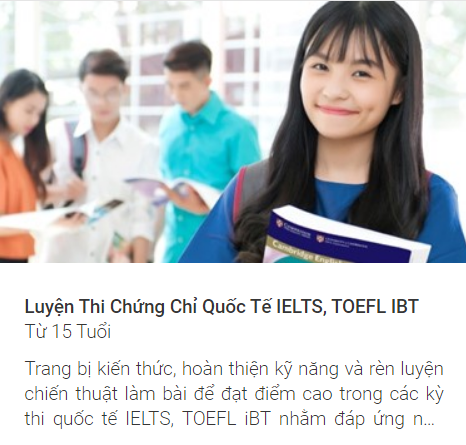 Cambridge English
Luyện Thi Chứng Chỉ Quốc Tế IELTS, TOEFL IBT
Từ 15 Tuổi
Trang bị kiến thức, hoàn thiện kỹ năng và rèn luyện
chiến thuật làm bài để đạt điểm cao trong các kỳ
thi quốc tế IELTS, TOEFL iBT nhằm đáp ứng n...